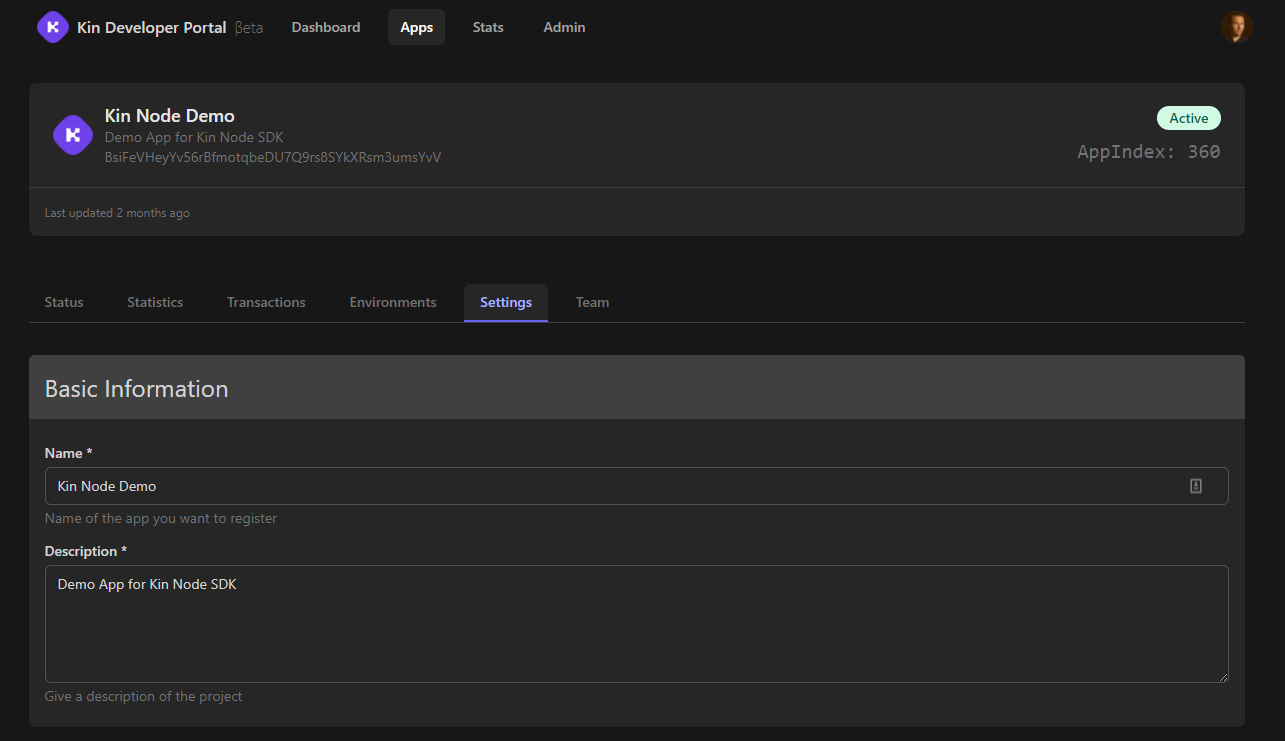 Kin Developer Portal βeta Dashboard Apps Stats Admin
Kin Node Demo
Active
Demo App for Kin Node SDK
BsiFeVHeyYv56rBfmotqbeDU7Q9rs8SYkXRsm3umsYvV
AppIndex: 360
Last updated 2 months ago
Status Statistics Transactions Environments Settings Team
Basic Information
Name *
Kin Node Demo
Name of the app you want to register
Description *
Demo App for Kin Node SDK
Give a description of the project